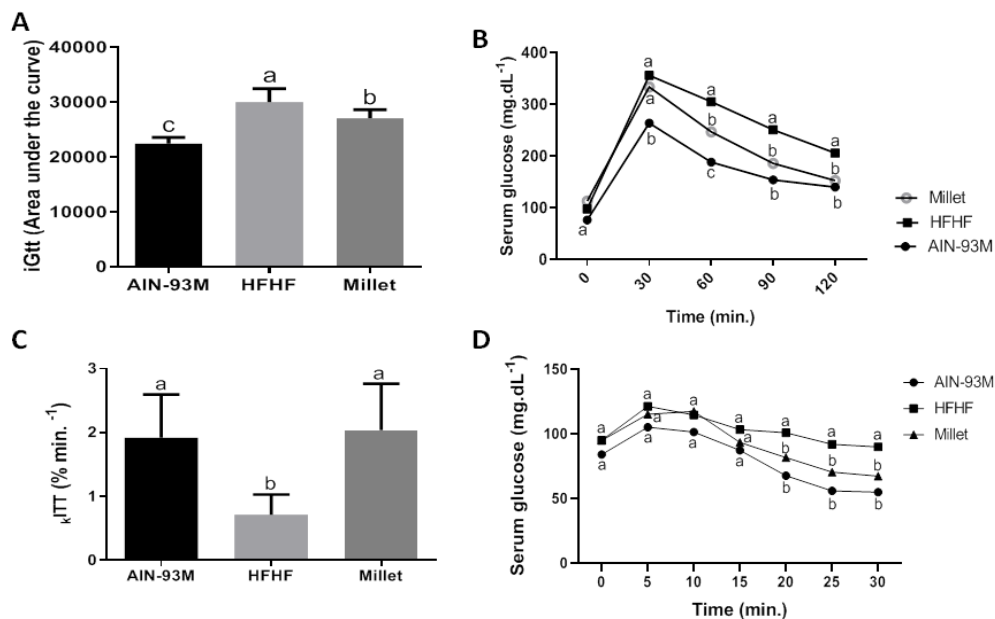 A
iGtt (Area under the curve)
40000
30000
20000
10000
0
c
a
b
AIN-93M HFHF Millet
B
Serum glucose (mg.dL-1)
400
300
200
100
0
a
a
a
a
a
b
b
b
b
c
b
b
a
0 30 60 90 120
Time (min.)
Millet
HFHF
AIN-93M
C
kITT (% min. -1)
3
2
1
0
a
b
a
AIN-93M HFHF Millet
D
Serum glucose (mg.dL-1)
150
100
50
0
a
a
a
a
a
a
a
a
a
a
a
a
a
b
b
b
a
b
b
b
0 5 10 15 20 25 30
Time (min.)
AIN-93M
HFHF
Millet